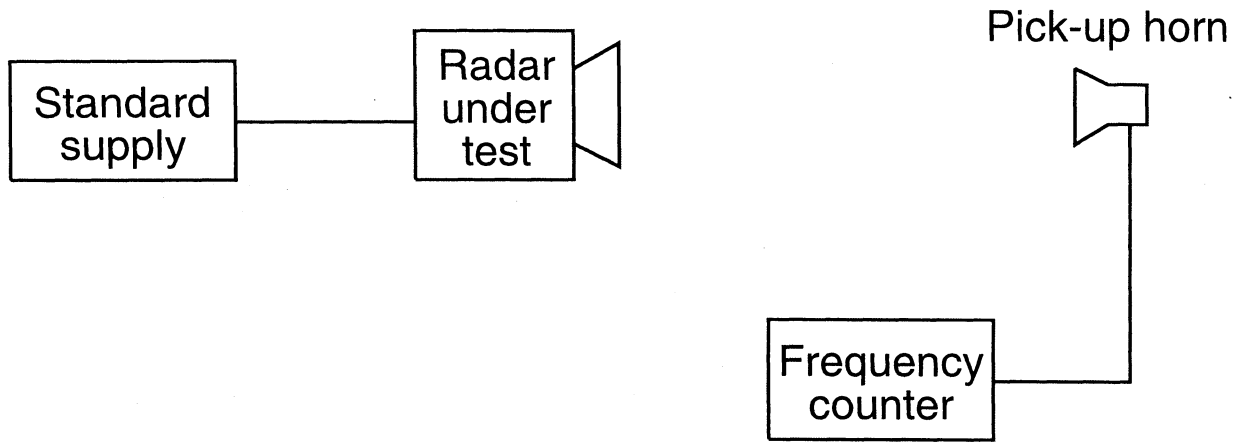 Pick-up horn
Standard
supply
Radar
under
test
Frequency
counter